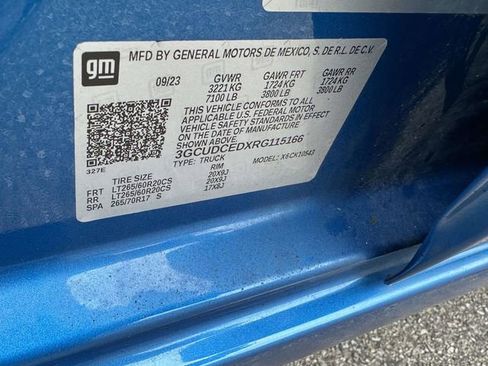 gm
MFD BY GENERAL MOTORS DE MEXICO, S. DE R.L. DE C.V.
09/23 GVWR GAWR FRT GAWR RR
3221 KG 1724 KG 1724 KG
7100 LB 3800 LB 3800 LB
THIS VEHICLE CONFORMS TO ALL
APPLICABLE U.S. FEDERAL MOTOR
VEHICLE SAFETY STANDARDS IN EFFECT
ON THE DATE OF MANUFACTURE
SHOWN ABOVE.
3GCUDCEDXRG115166
327E TYPE: TRUCK MODEL:
TIRE SIZE RIM
FRT LT265/60R20CS 20X9J
RR LT265/60R20CS 20X9J
SPA 265/70R17 S 17X8J